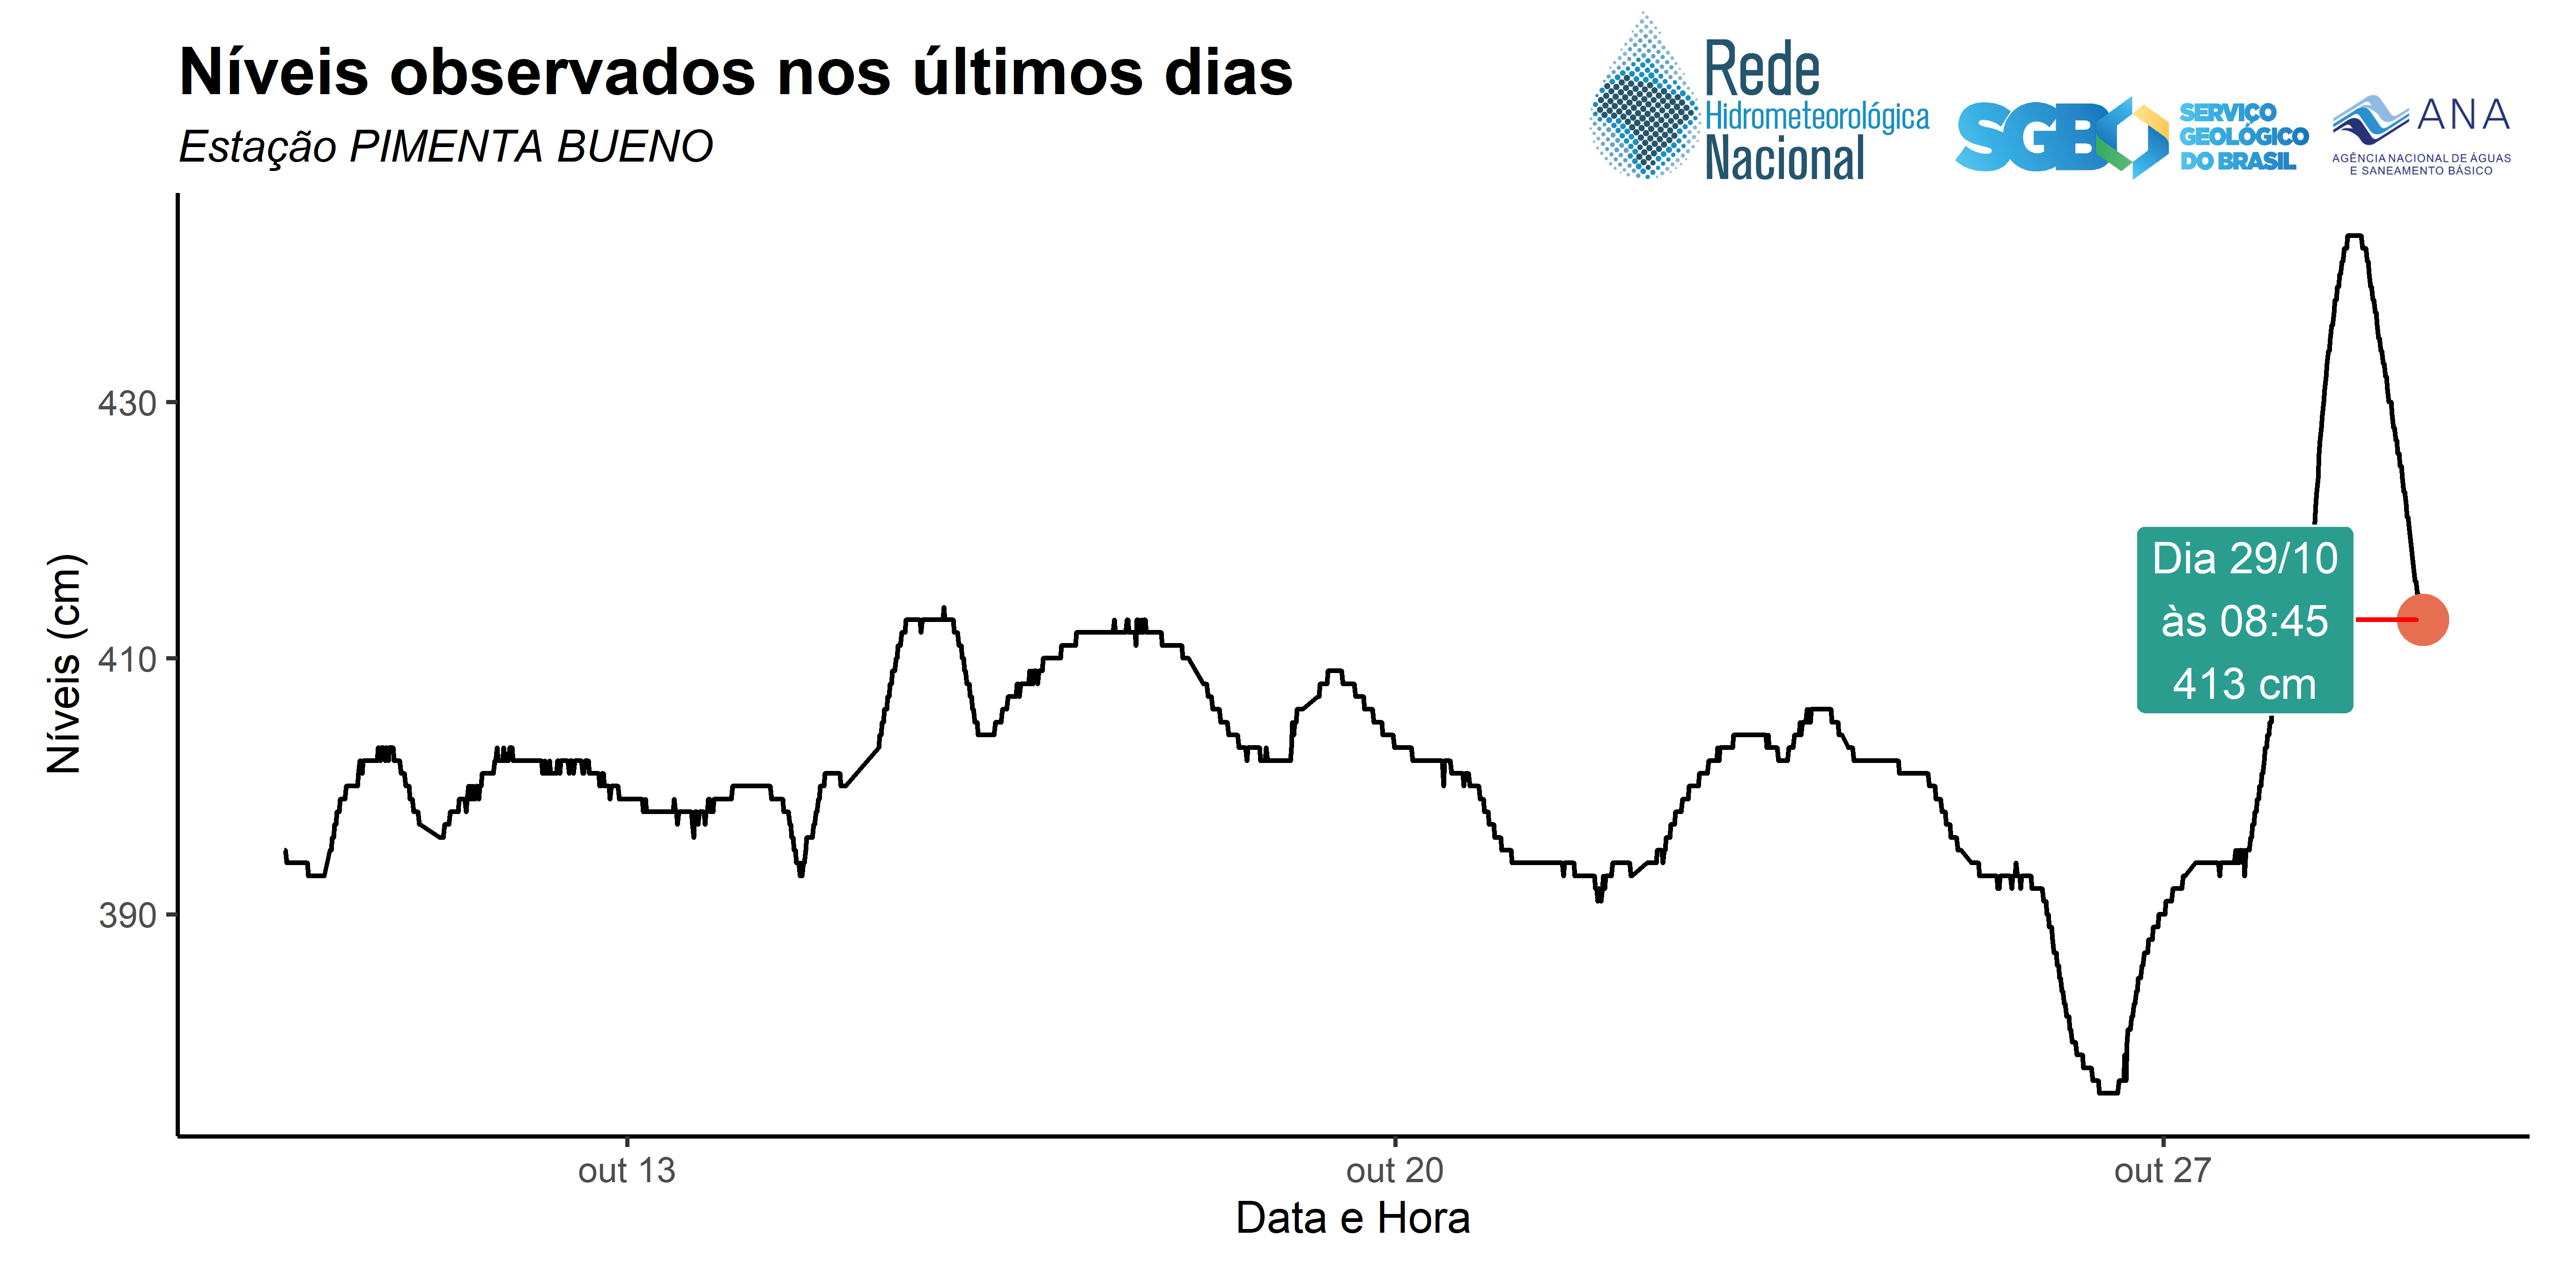 Níveis observados nos últimos dias
Estação PIMENTA BUENO
Rede
Hidrometeorológica
Nacional
SGB
SERVIÇO
GEOLÓGICO
DO BRASIL
ANA
AGÊNCIA NACIONAL DE ÁGUAS
E SANEAMENTO BÁSICO
Níveis (cm)
430
410
390
Dia 29/10
às 08:45
413 cm
out 13
out 20
out 27
Data e Hora